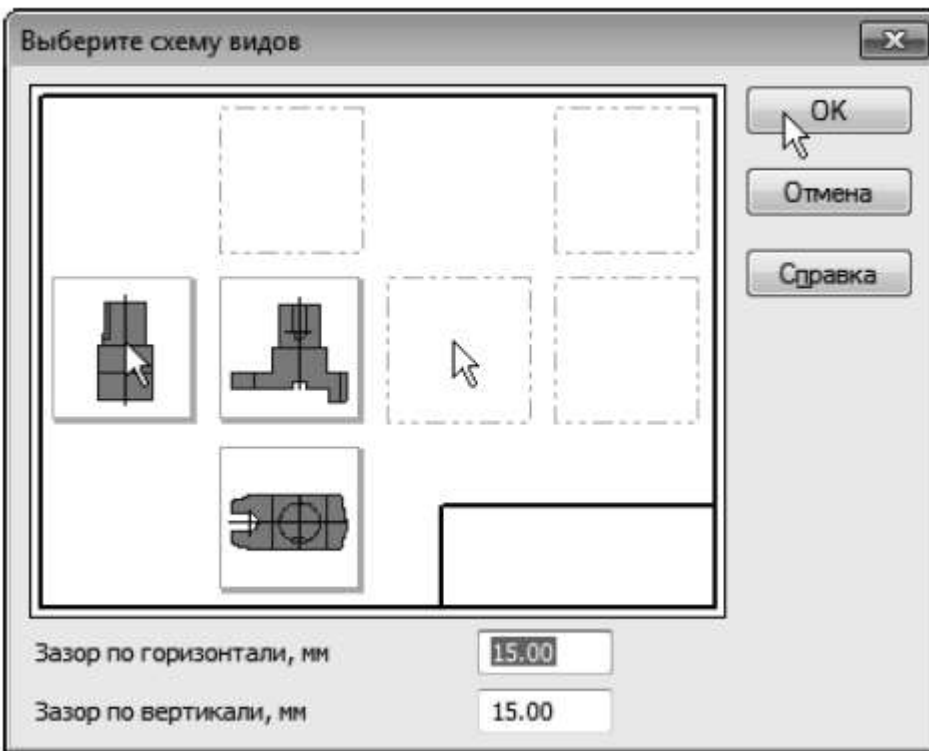 Выберите схему видов
OK
Отмена
Справка
Зазор по горизонтали, мм 15.00
Зазор по вертикали, мм 15.00